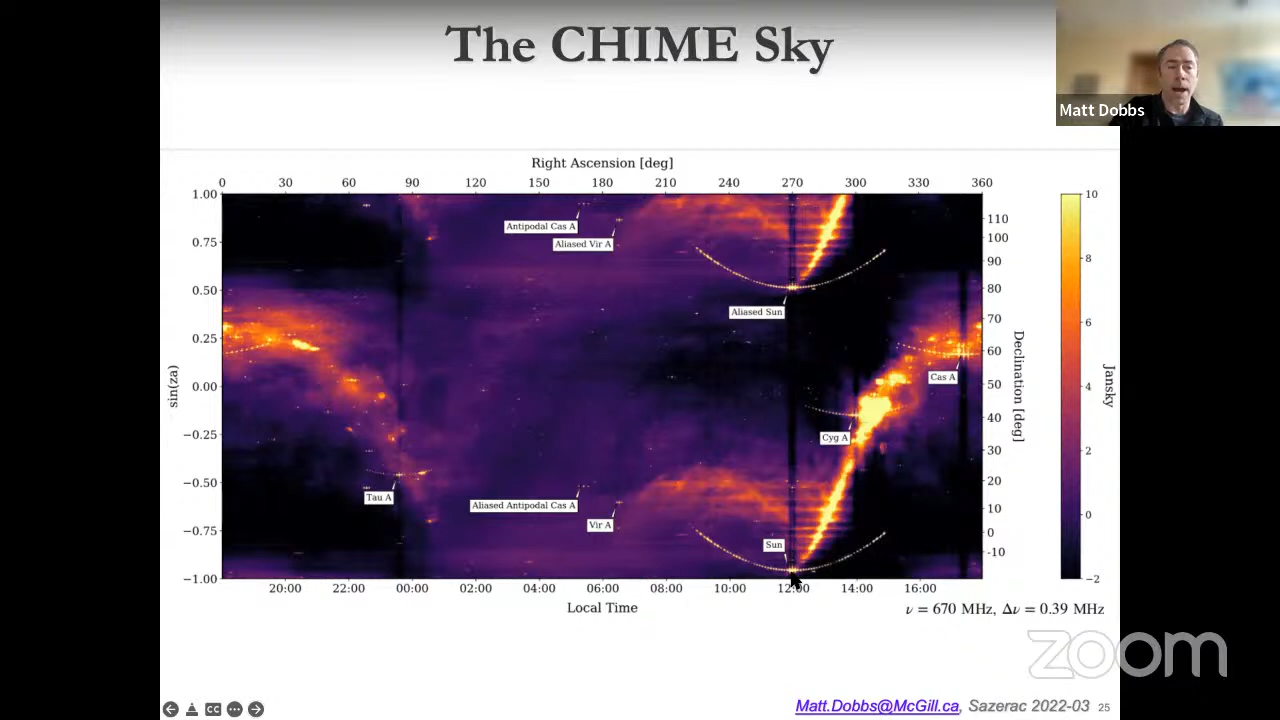 The CHIME Sky
Matt Dobbs
Right Ascension [deg]
0 30 60 90 120 150 180 210 240 270 300 330 360
1.00
0.75
0.50
0.25
0.00
−0.25
−0.50
−0.75
−1.00
sin(za)
Antipodal Cas A
Aliased Vir A
Aliased Sun
Cas A
Cyg A
Tau A
Aliased Antipodal Cas A
Vir A
Sun
110
100
90
80
70
60
50
40
30
20
10
0
-10
Declination [deg]
10
8
6
4
2
0
−2
Jansky
20:00 22:00 00:00 02:00 04:00 06:00 08:00 10:00 12:00 14:00 16:00
Local Time
ν = 670 MHz, Δν = 0.39 MHz
zoom
CC
Matt.Dobbs@McGill.ca, Sazerac 2022-03 25